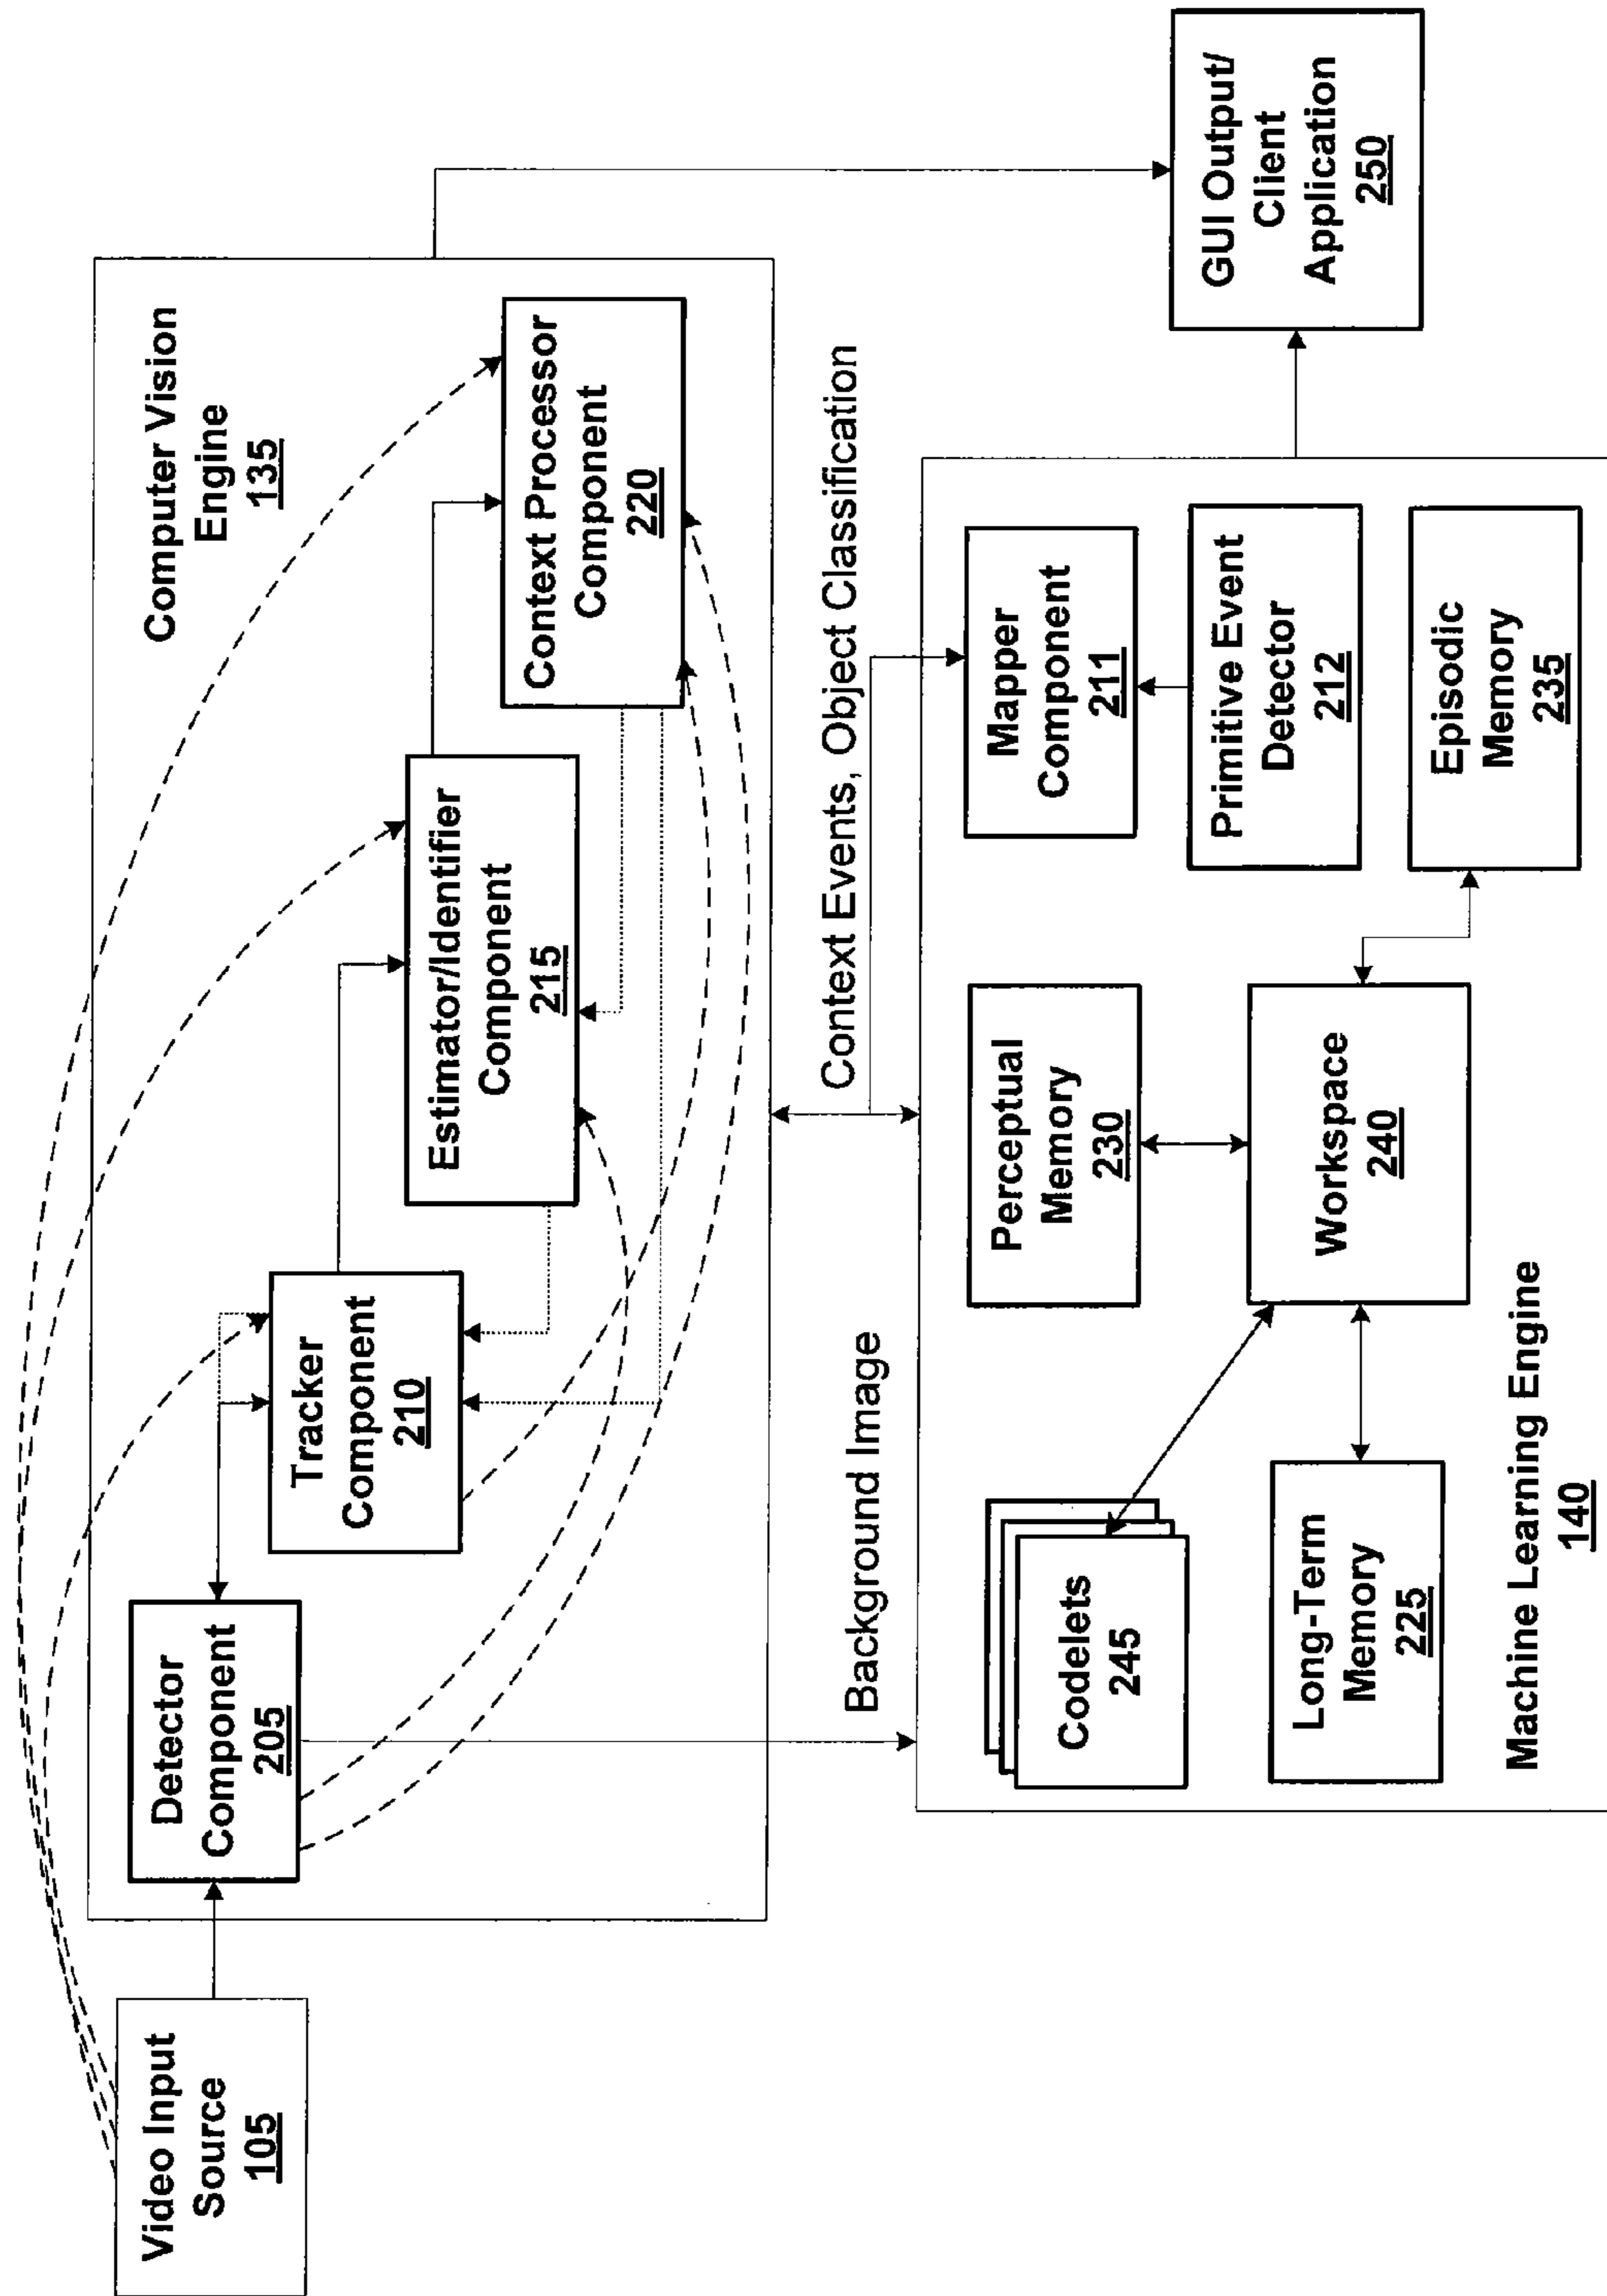 Video Input
Source
105
Computer Vision
Engine
135
Detector
Component
205
Tracker
Component
210
Estimator/Identifier
Component
215
Context Processor
Component
220
Background Image
Context Events, Object Classification
Codelets
245
Long-Term
Memory
225
Perceptual
Memory
230
Workspace
240
Mapper
Component
211
Primitive Event
Detector
212
Episodic
Memory
235
Machine Learning Engine
140
GUI Output/
Client
Application
250